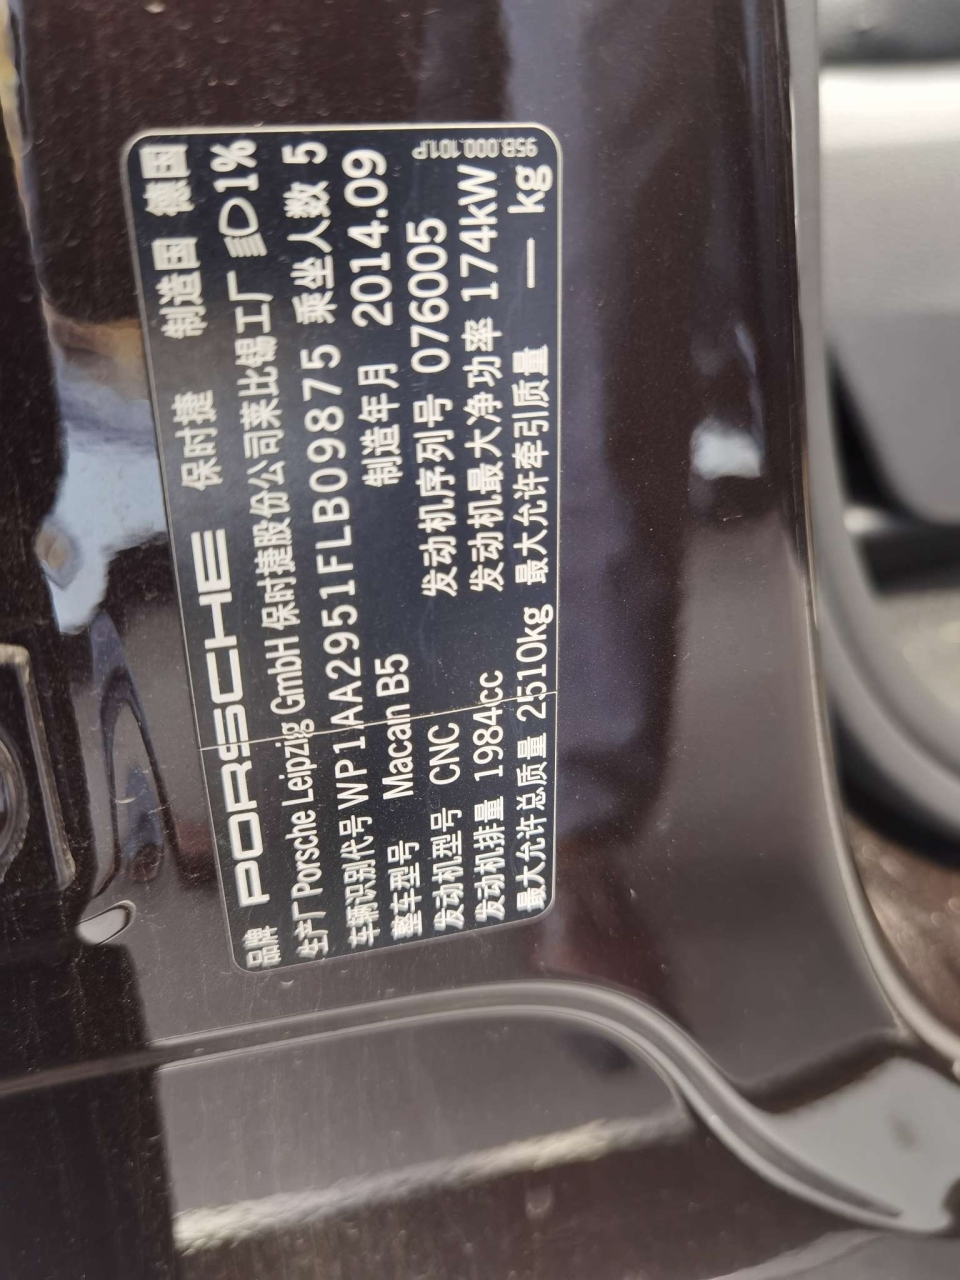 品牌 PORSCHE 保时捷 制造国 德国
生产厂 Porsche Leipzig GmbH 保时捷股份公司莱比锡工厂 1%
车辆识别代号 WP1AA2951FLB09875 乘坐人数 5
整车型号 Macan B5 制造年月 2014.09
发动机型号 CNC 发动机序列号 076005
发动机排量 1984cc 发动机最大净功率 174kW
最大允许总质量 2510kg 最大允许牵引质量 — kg
95B.000.101.P